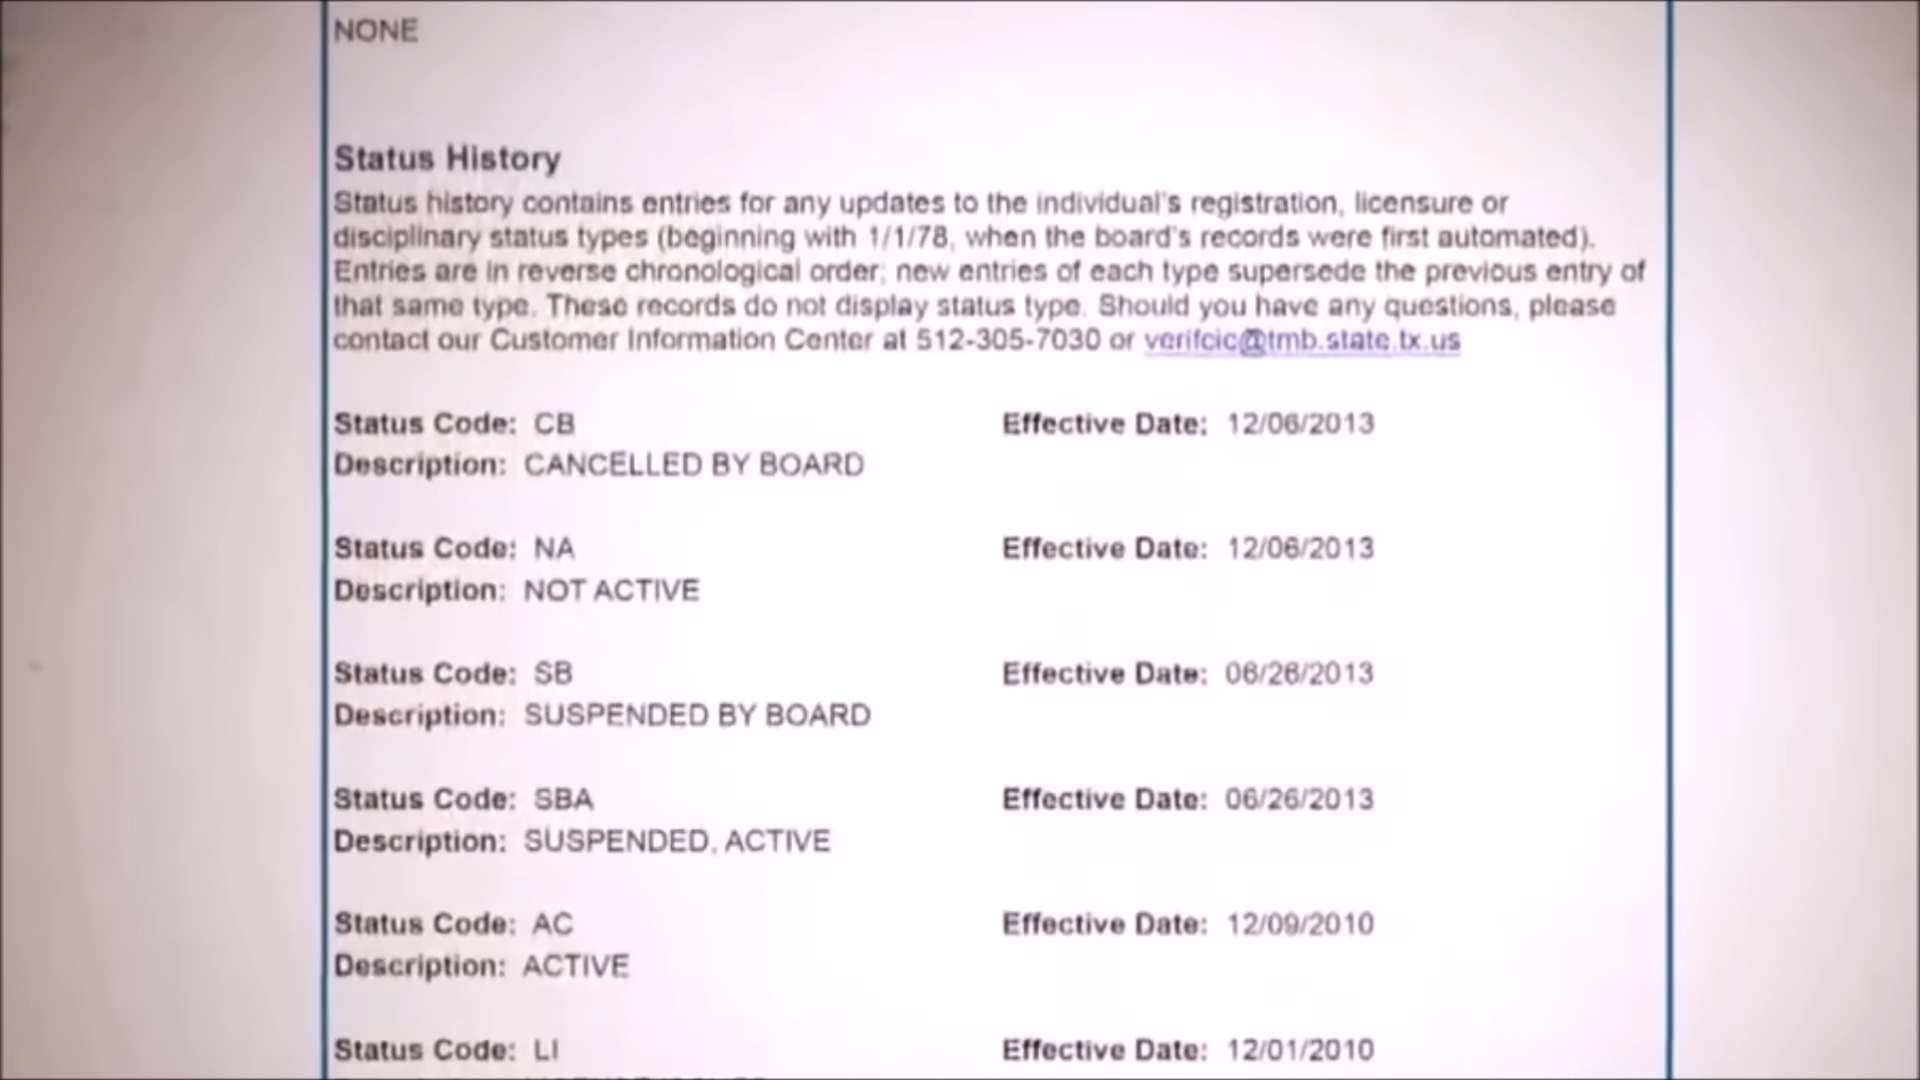 NONE
Status History
Status history contains entries for any updates to the individual's registration, licensure or
disciplinary status types (beginning with 1/1/78, when the board's records were first automated).
Entries are in reverse chronological order; new entries of each type supersede the previous entry of
that same type. These records do not display status type. Should you have any questions, please
contact our Customer Information Center at 512-305-7030 or verifcic@tmb.state.tx.us
Status Code: CB Effective Date: 12/06/2013
Description: CANCELLED BY BOARD
Status Code: NA Effective Date: 12/06/2013
Description: NOT ACTIVE
Status Code: SB Effective Date: 06/26/2013
Description: SUSPENDED BY BOARD
Status Code: SBA Effective Date: 06/26/2013
Description: SUSPENDED, ACTIVE
Status Code: AC Effective Date: 12/09/2010
Description: ACTIVE
Status Code: LI Effective Date: 12/01/2010